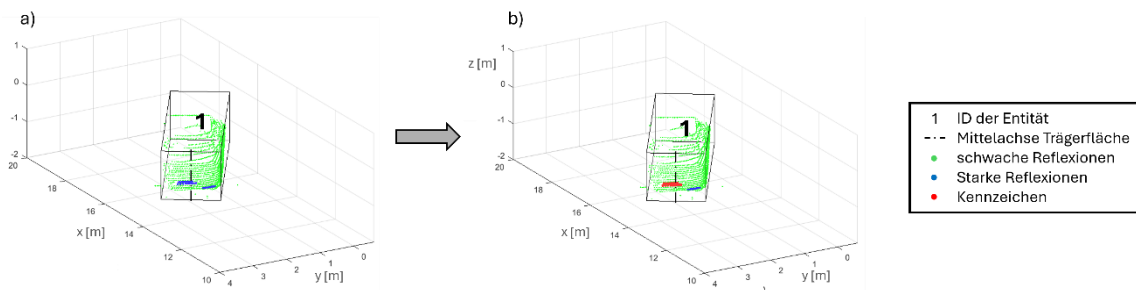 a)
1
0
-1
-2
20
18
16
14
12
10
x [m]
4
3
2
1
0
y [m]
1
b)
z [m]
1
0
-1
-2
20
18
16
14
12
10
x [m]
4
3
2
1
0
y [m]
1
1 ID der Entität
Mittelachse Trägerfläche
schwache Reflexionen
Starke Reflexionen
Kennzeichen